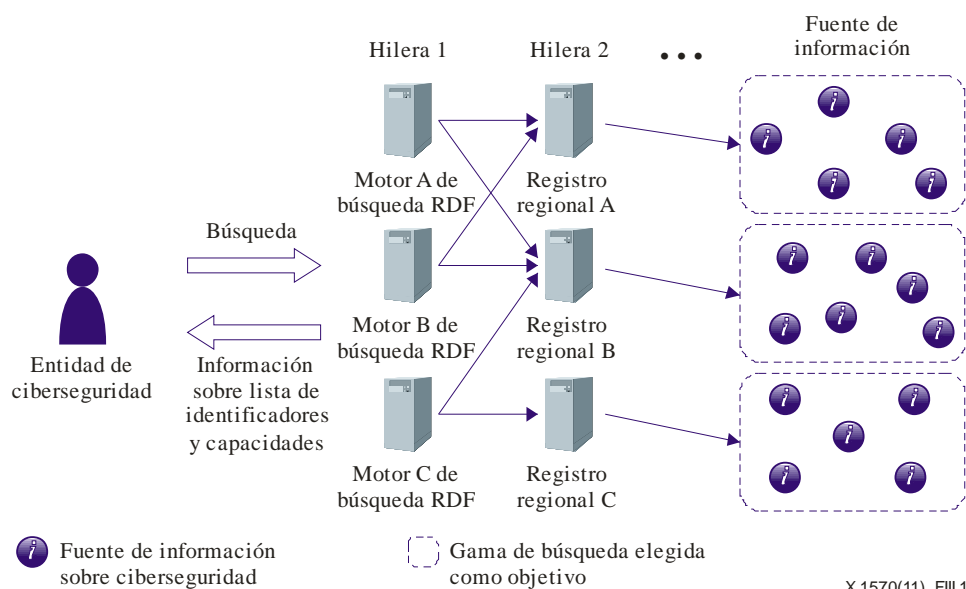 Hilera 1
Hilera 2
...
Fuente de
información
Motor A de
búsqueda RDF
Registro
regional A
Búsqueda
Motor B de
búsqueda RDF
Registro
regional B
Entidad de
ciberseguridad
Información
sobre lista de
identificadores
y capacidades
Motor C de
búsqueda RDF
Registro
regional C
Fuente de información
sobre ciberseguridad
Gama de búsqueda elegida
como objetivo